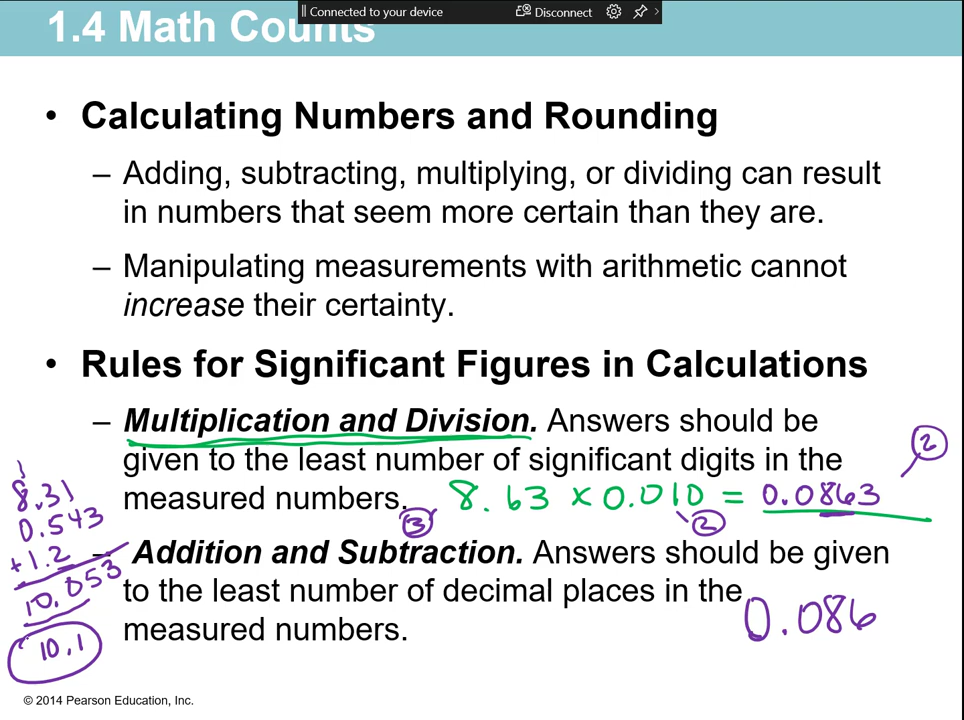 Connected to your device Disconnect
1.4 Math Counts
• Calculating Numbers and Rounding
– Adding, subtracting, multiplying, or dividing can result
in numbers that seem more certain than they are.
– Manipulating measurements with arithmetic cannot
increase their certainty.
• Rules for Significant Figures in Calculations
– Multiplication and Division. Answers should be
given to the least number of significant digits in the
measured numbers.
8.63 x 0.010 = 0.0863
3
2
2
– Addition and Subtraction. Answers should be given
to the least number of decimal places in the
measured numbers.
0.086
1
8.31
0.543
+1.2
10.053
10.1
© 2014 Pearson Education, Inc.